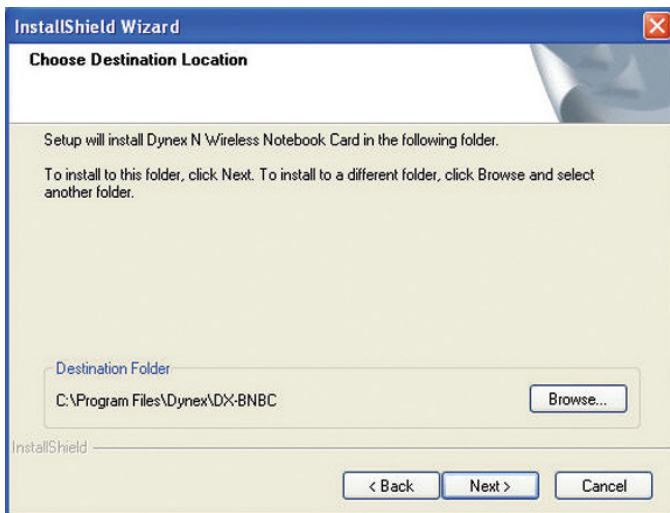 InstallShield Wizard
Choose Destination Location
Setup will install Dynex N Wireless Notebook Card in the following folder.
To install to this folder, click Next. To install to a different folder, click Browse and select
another folder.
Destination Folder
C:\Program Files\Dynex\DX-BNBC
Browse...
InstallShield
< Back
Next >
Cancel